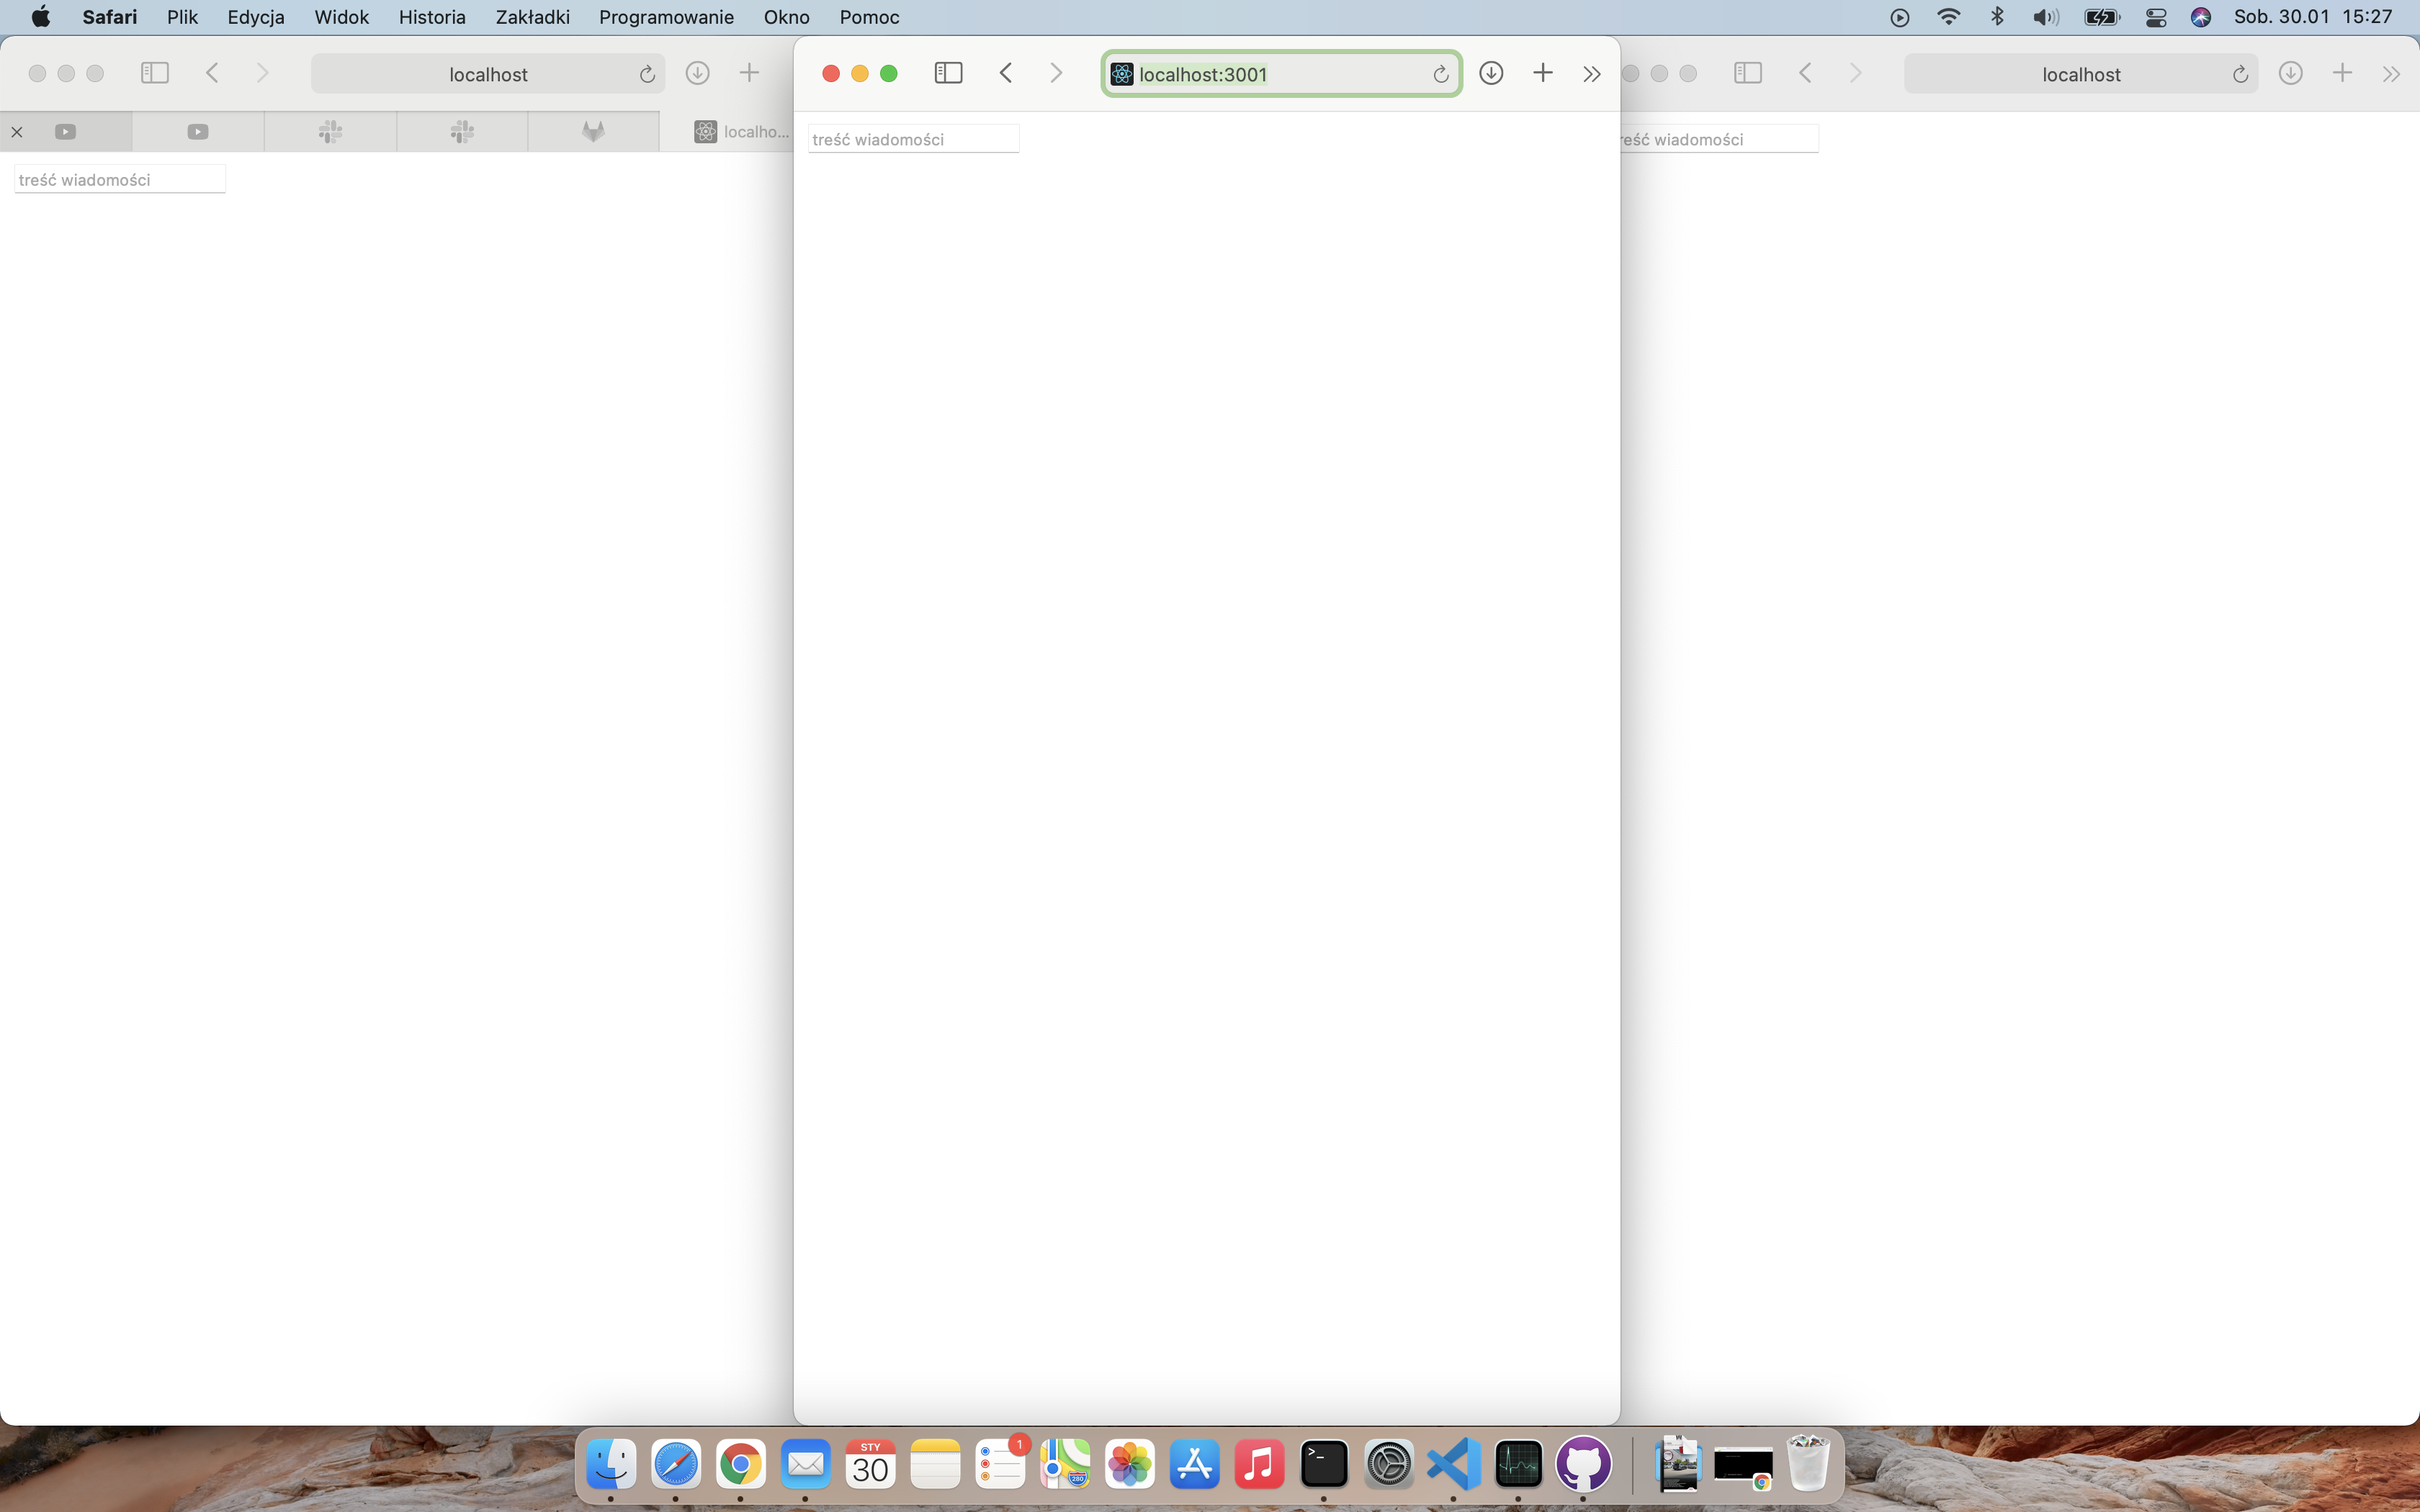 Safari Plik Edycja Widok Historia Zakładki Programowanie Okno Pomoc Sob. 30.01 15:27
localhost
localhost:3001
localhost
localho...
treść wiadomości
treść wiadomości
reść wiadomości
STY
30
1
280
>_